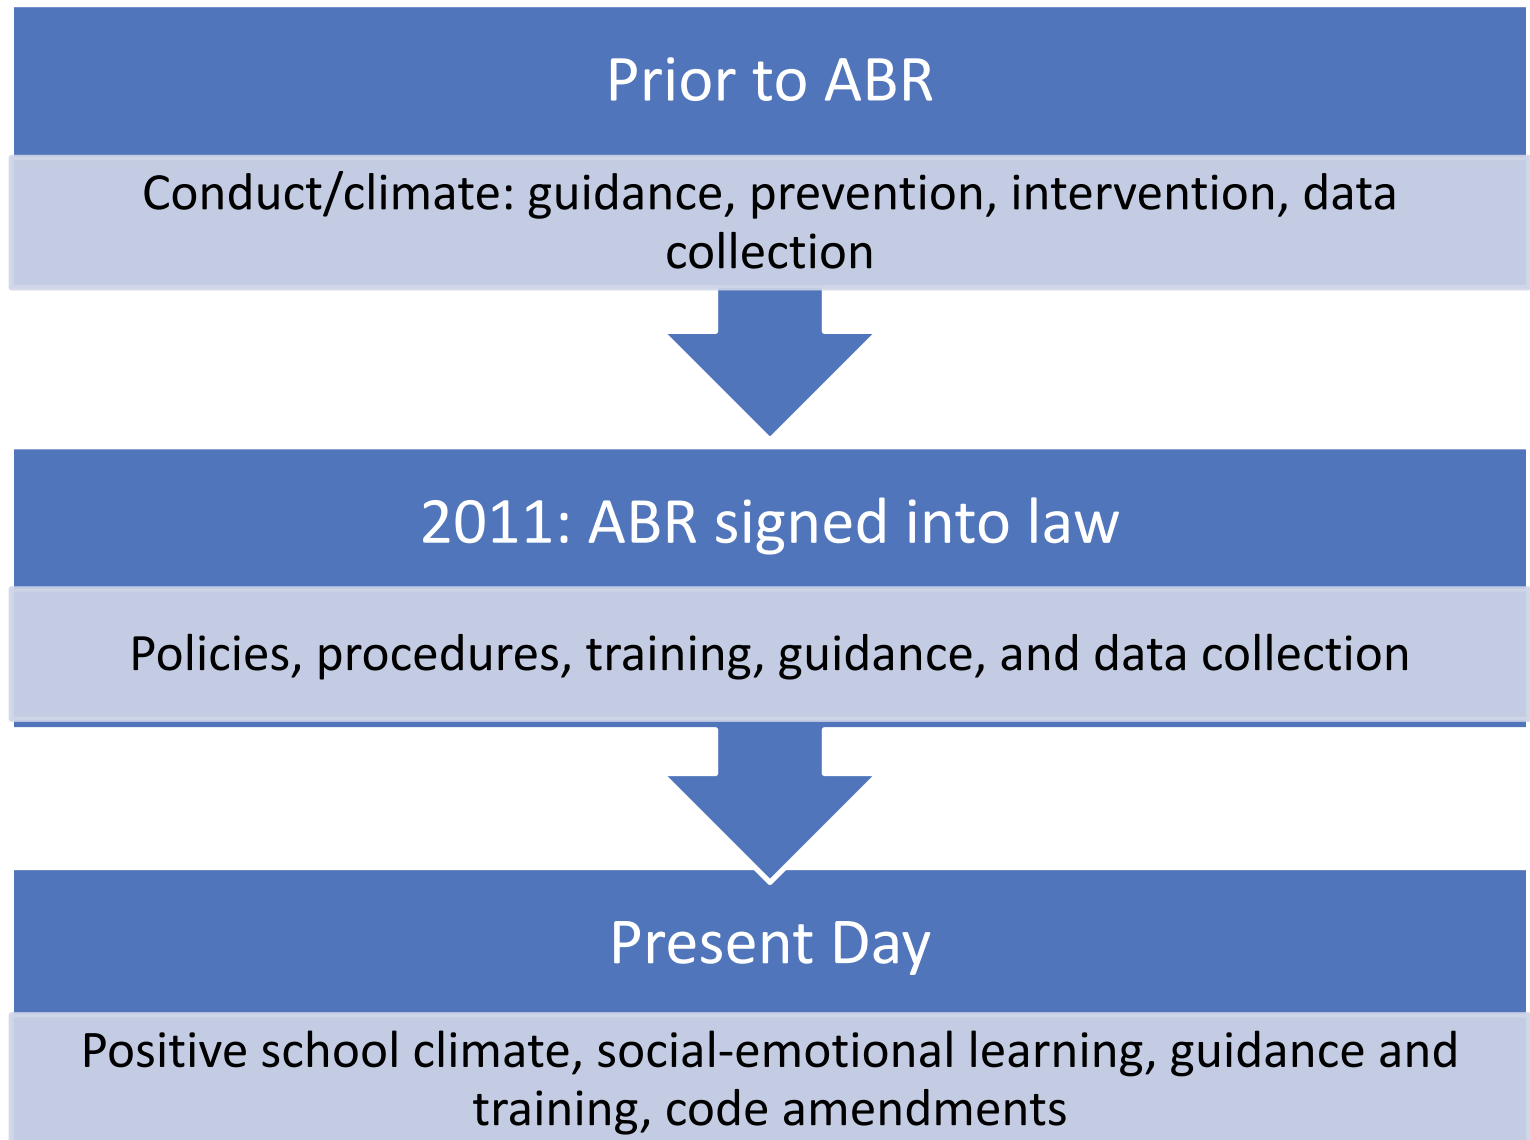 Prior to ABR
Conduct/climate: guidance, prevention, intervention, data
collection
2011: ABR signed into law
Policies, procedures, training, guidance, and data collection
Present Day
Positive school climate, social-emotional learning, guidance and
training, code amendments